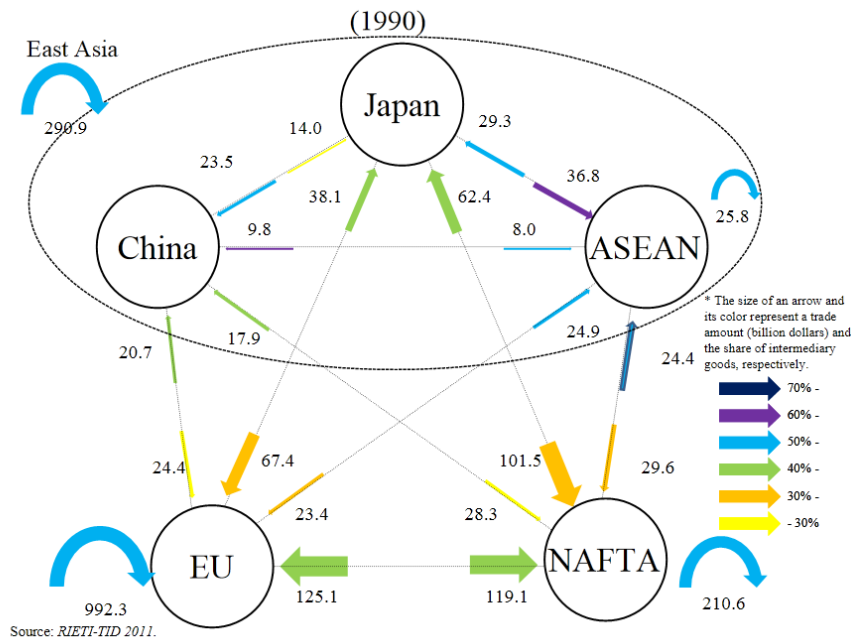 (1990)
East Asia
290.9
Japan
14.0
29.3
23.5
36.8
38.1
62.4
25.8
China
9.8
8.0
ASEAN
* The size of an arrow and
its color represent a trade
amount (billion dollars) and
the share of intermediary
goods, respectively.
17.9
24.9
20.7
24.4
70% -
60% -
50% -
40% -
30% -
- 30%
24.4
67.4
101.5
29.6
23.4
28.3
EU
NAFTA
992.3
125.1
119.1
210.6
Source: RIETI-TID 2011.